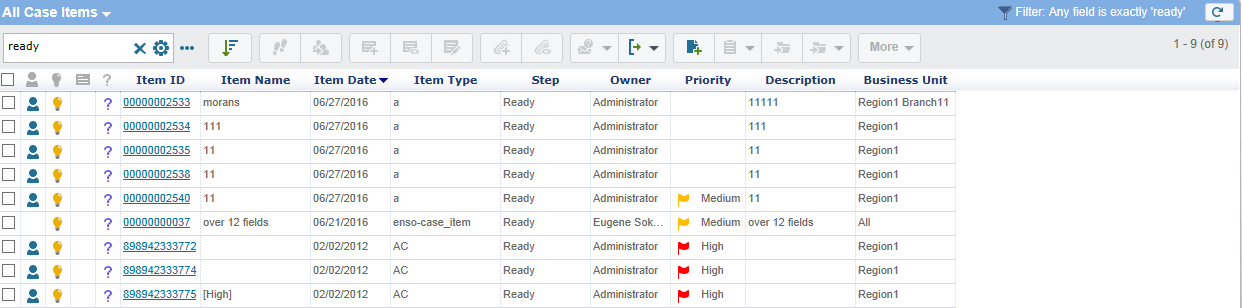 All Case Items
Filter: Any field is exactly 'ready'
ready
More
1 - 9 (of 9)
Item ID Item Name Item Date Item Type Step Owner Priority Description Business Unit
00000002533 morans 06/27/2016 a Ready Administrator 11111 Region1 Branch11
00000002534 111 06/27/2016 a Ready Administrator 111 Region1
00000002535 11 06/27/2016 a Ready Administrator 11 Region1
00000002538 11 06/27/2016 a Ready Administrator 11 Region1
00000002540 11 06/27/2016 a Ready Administrator Medium 11 Region1
00000000037 over 12 fields 06/21/2016 enso-case_item Ready Eugene Sok... Medium over 12 fields All
898942333772 02/02/2012 AC Ready Administrator High Region1
898942333774 02/02/2012 AC Ready Administrator High Region1
898942333775 [High] 02/02/2012 AC Ready Administrator High Region1